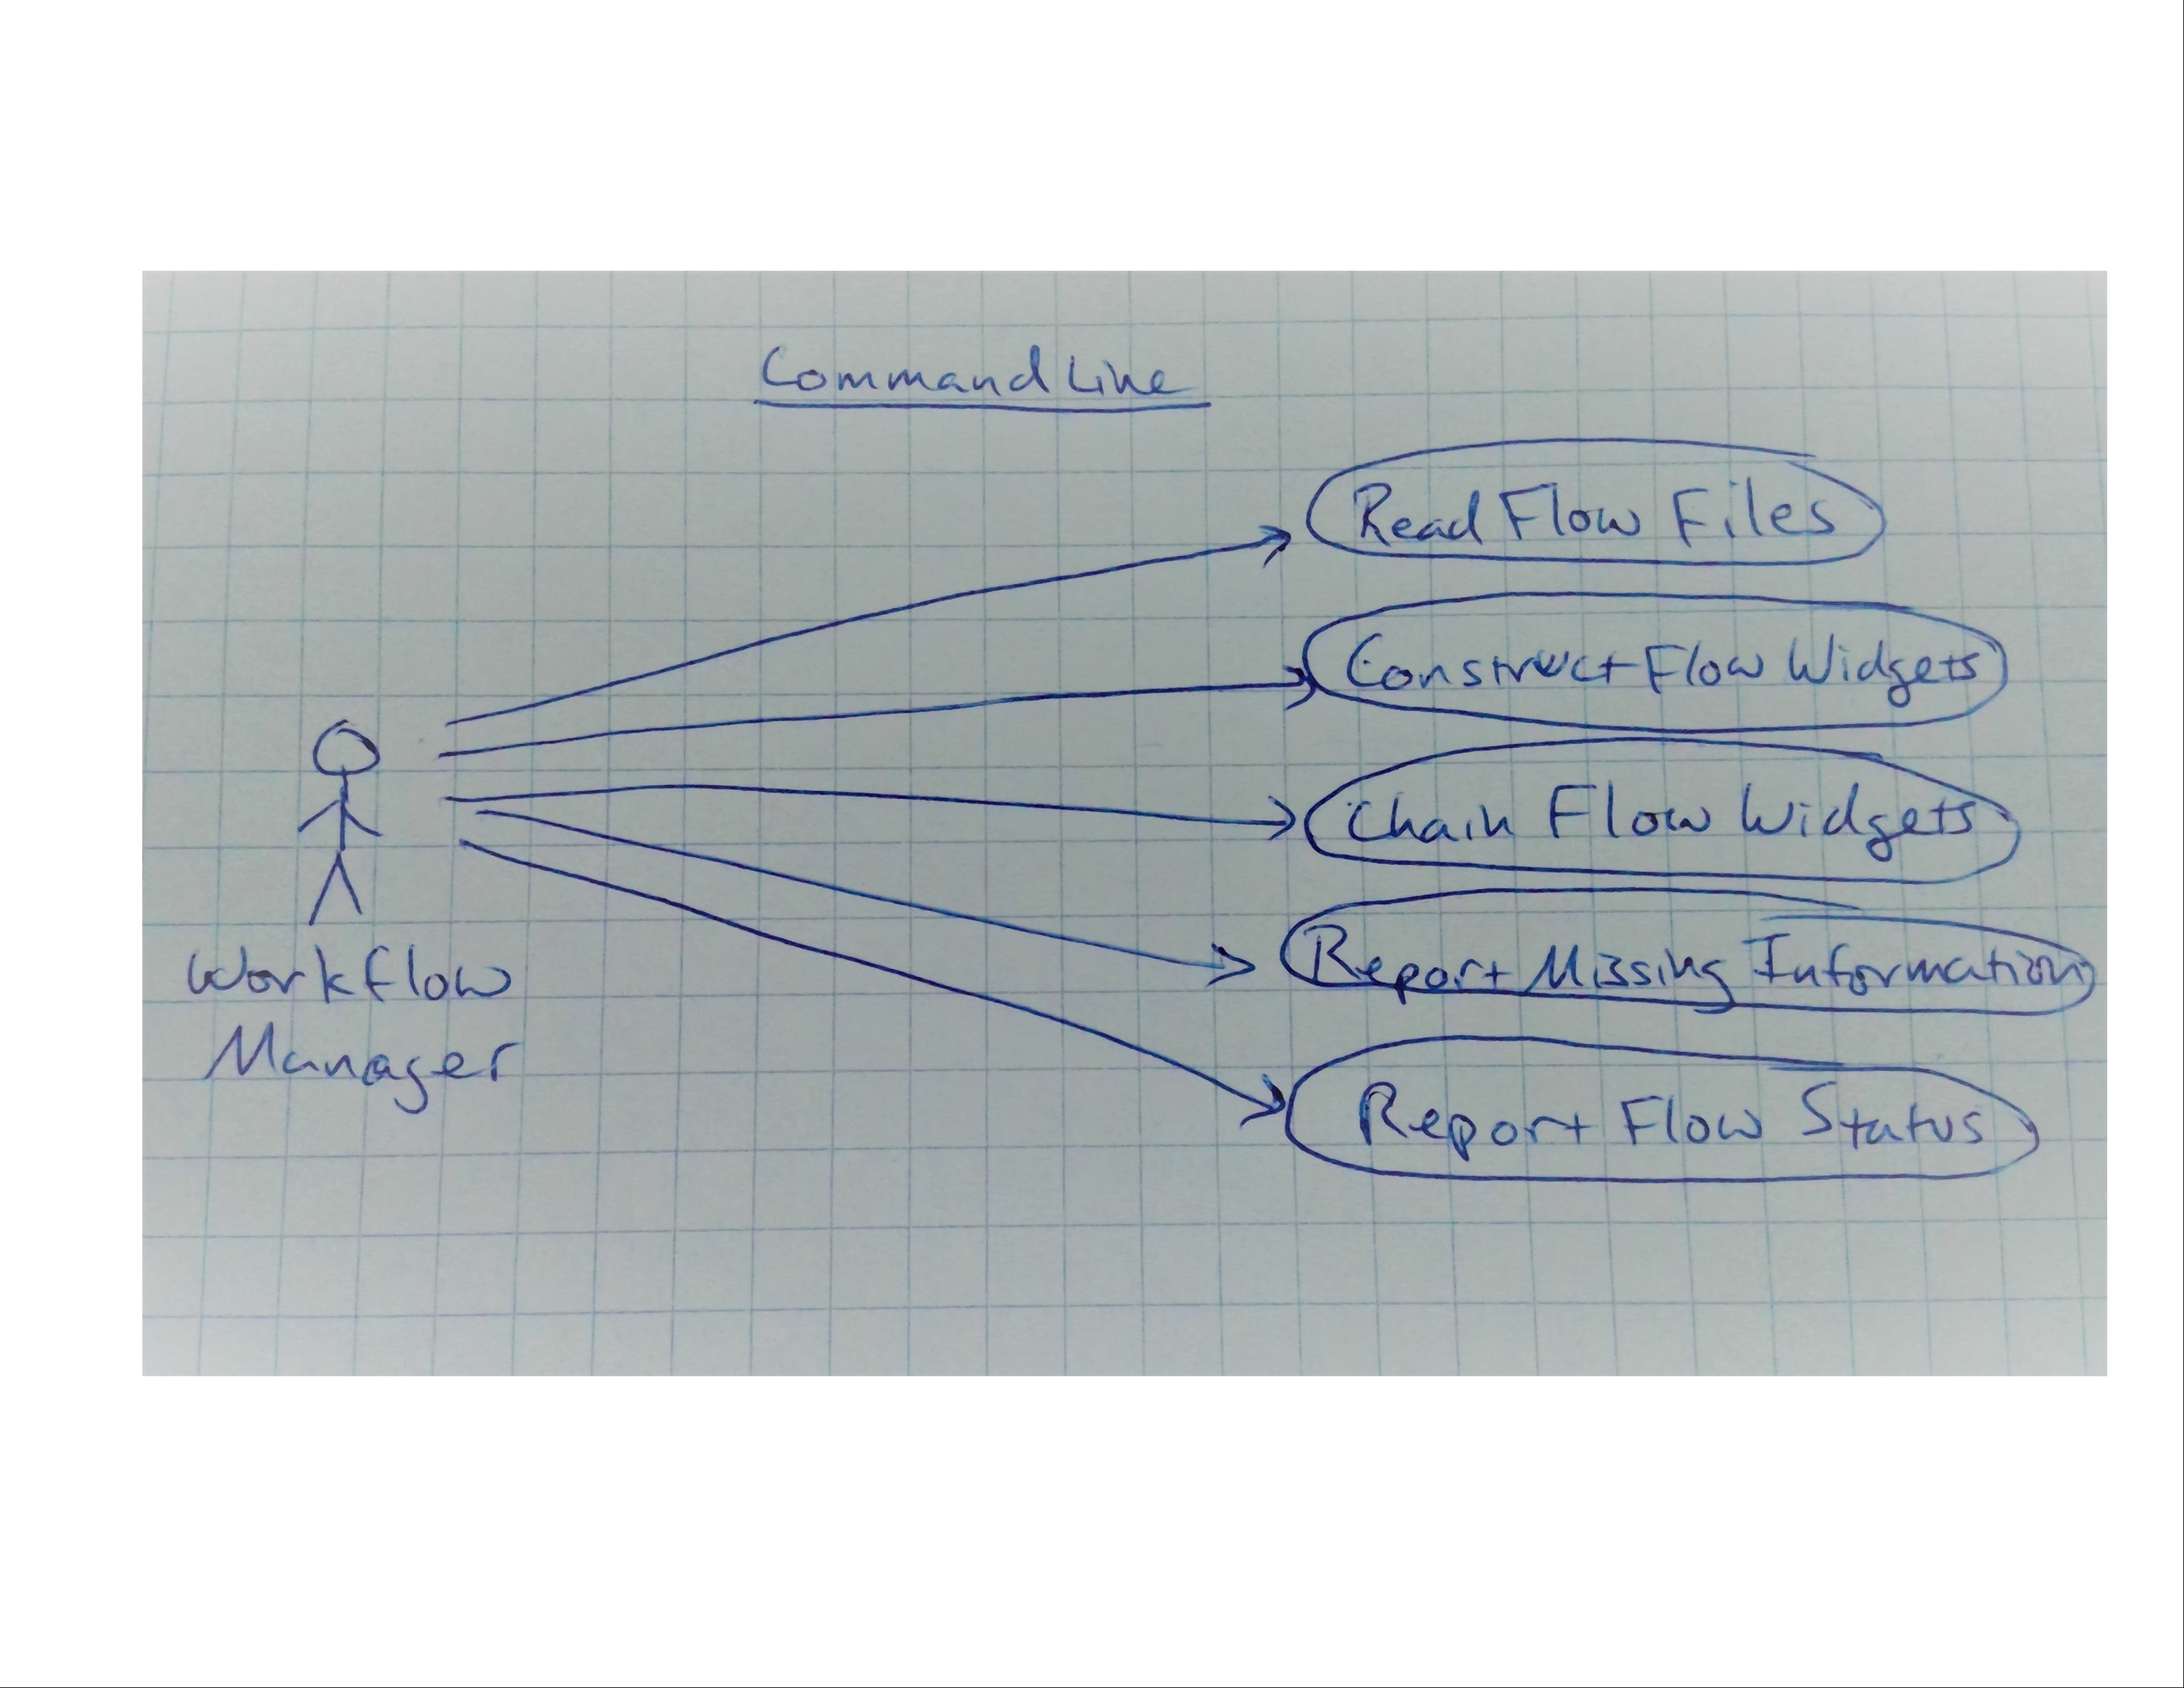 Command Line
Read Flow Files
Construct Flow Widgets
Chain Flow Widgets
Report Missing Information
Report Flow Status
Workflow
Manager